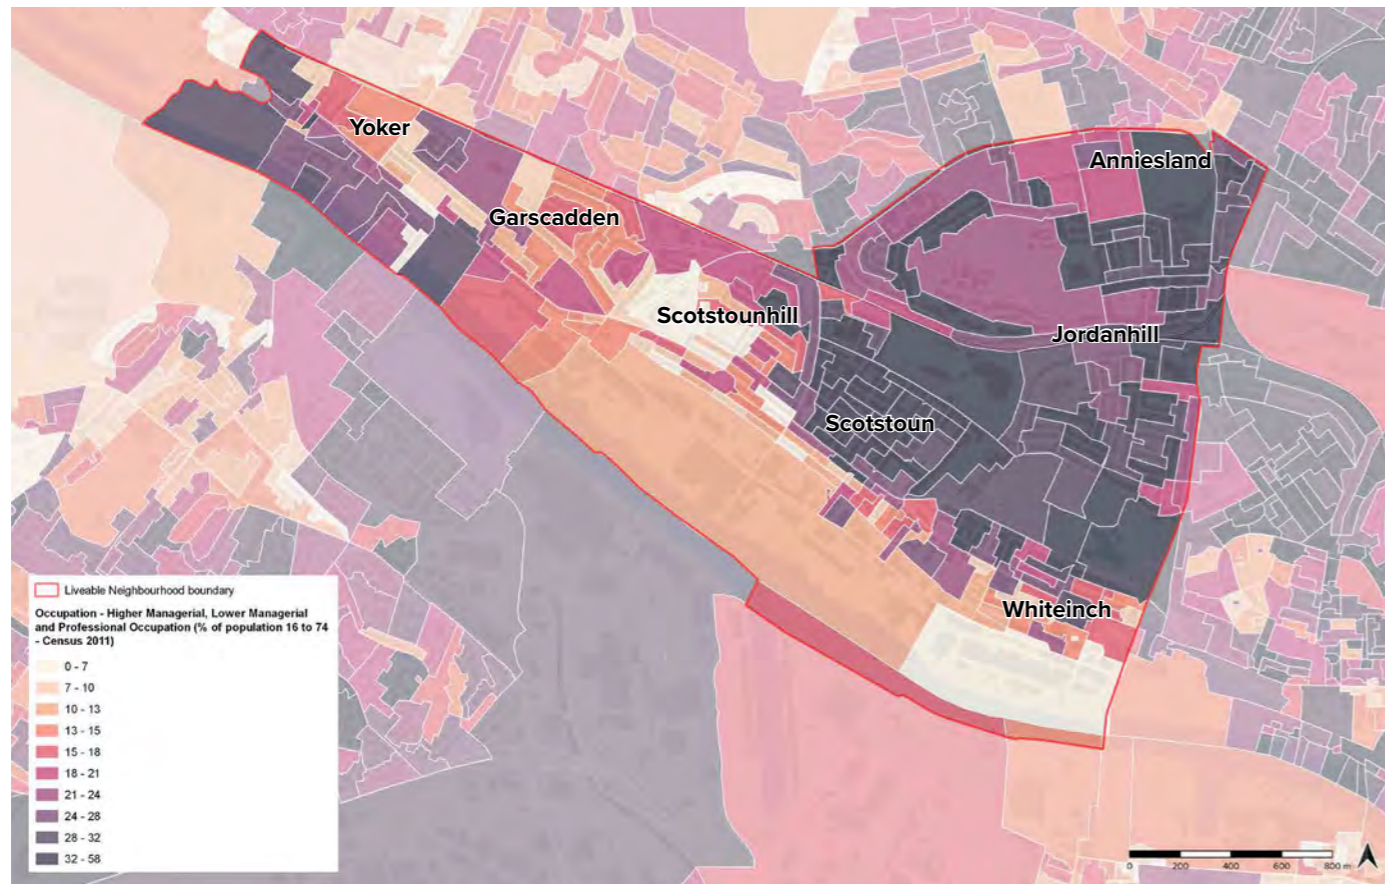 Yoker
Anniesland
Garscadden
Scotstounhill
Jordanhill
Scotstoun
Whiteinch
Liveable Neighbourhood boundary
Occupation - Higher Managerial, Lower Managerial
and Professional Occupation (% of population 16 to 74
- Census 2011)
0 - 7
7 - 10
10 - 13
13 - 15
15 - 18
18 - 21
21 - 24
24 - 28
28 - 32
32 - 58
0 200 400 600 800 m